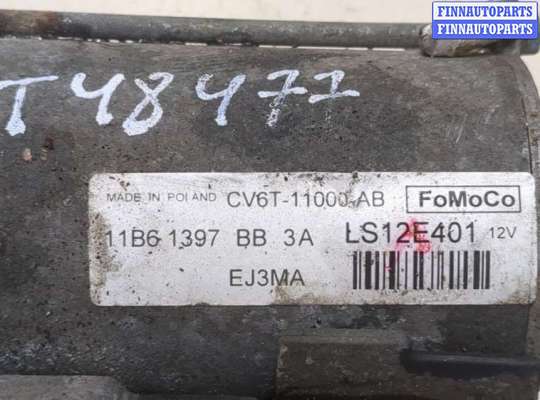 FINNAUTOPARTS
FINNAUTOPARTS
T48477
MADE IN POLAND CV6T-11000-AB FoMoCo
11B6 1397 BB 3A LS12E401 12V
EJ3MA